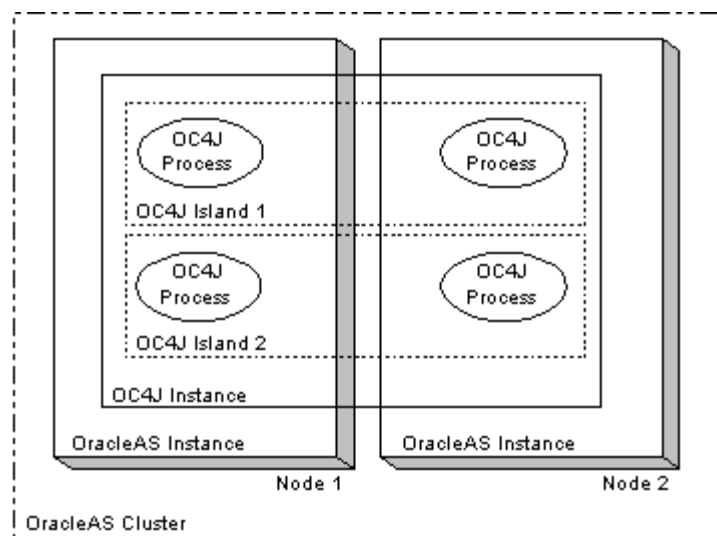 OC4J
Process
OC4J
Process
OC4J Island 1
OC4J
Process
OC4J
Process
OC4J Island 2
OC4J Instance
OracleAS Instance
OracleAS Instance
Node 1
Node 2
OracleAS Cluster